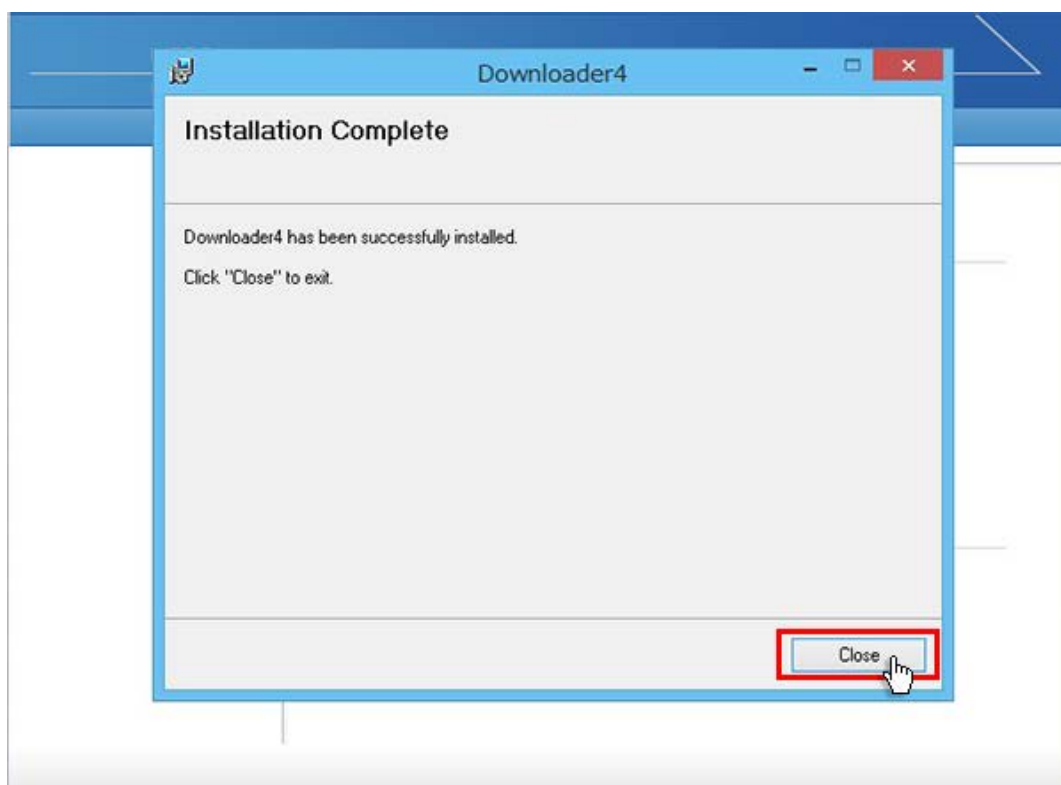 Downloader4
Installation Complete
Downloader4 has been successfully installed.
Click "Close" to exit.
Close